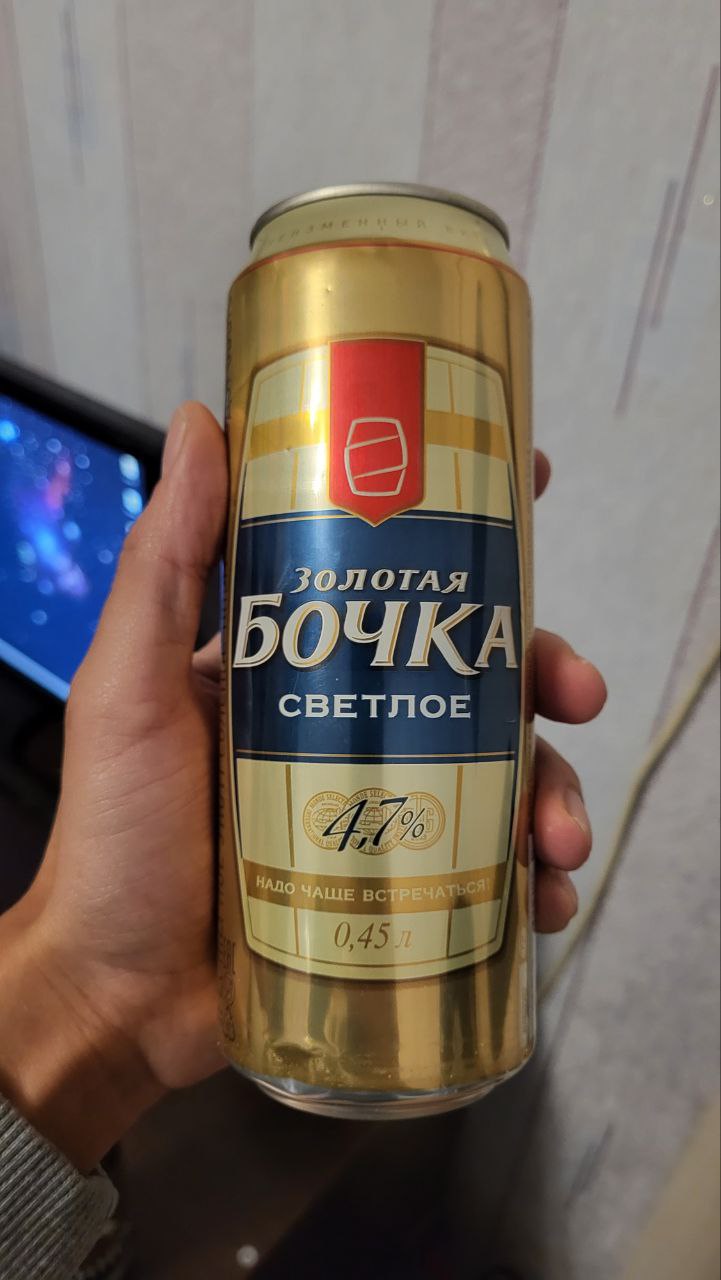 ЗОЛОТАЯ
БОЧКА
СВЕТЛОЕ
4,7%
НАДО ЧАЩЕ ВСТРЕЧАТЬСЯ!
0,45 л